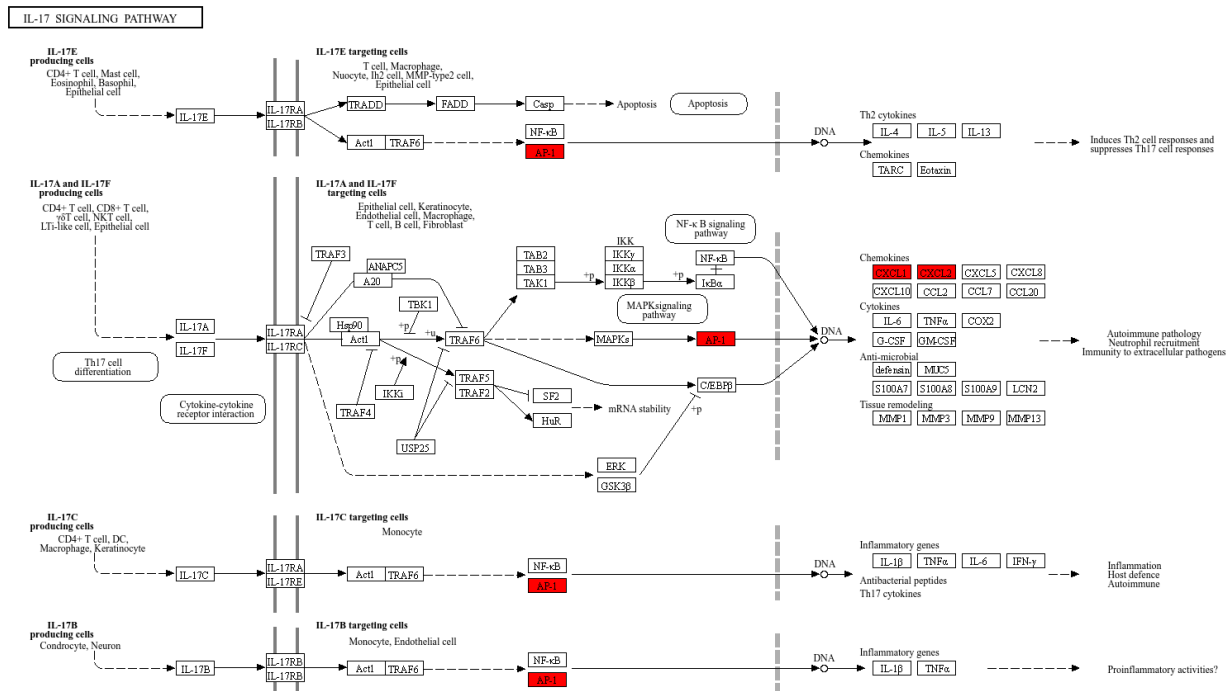 IL-17 SIGNALING PATHWAY
IL-17E
producing cells
CD4+ T cell, Mast cell,
Eosinophil, Basophil,
Epithelial cell
IL-17E
IL-17RA
IL-17RB
IL-17E targeting cells
T cell, Macrophage,
Nuocyte, Ih2 cell, MMP-type2 cell,
Epithelial cell
TRADD
FADD
Casp
Apoptosis
Apoptosis
Act1
TRAF6
NF-κB
AP-1
DNA
Th2 cytokines
IL-4
IL-5
IL-13
Chemokines
TARC
Eotaxin
Induces Th2 cell responses and
suppresses Th17 cell responses
IL-17A and IL-17F
producing cells
CD4+ T cell, CD8+ T cell,
γδT cell, NKT cell,
LTi-like cell, Epithelial cell
IL-17A
IL-17F
Th17 cell
differentiation
Cytokine-cytokine
receptor interaction
IL-17RA
IL-17RC
IL-17A and IL-17F
targeting cells
Epithelial cell, Keratinocyte,
Endothelial cell, Macrophage,
T cell, B cell, Fibroblast
TRAF3
ANAPC5
A20
TBK1
Hsp90
Act1
+p
+u
+p
IKKi
TRAF4
USP25
TRAF6
TRAF5
TRAF2
SF2
HuR
mRNA stability
TAB2
TAB3
TAK1
+p
IKK
IKKγ
IKKα
IKKβ
+p
NF-κ B signaling
pathway
NF-κB
IκBα
MAPKsignaling
pathway
MAPKs
AP-1
C/EBPβ
+p
ERK
GSK3β
DNA
Chemokines
CXCL1
CXCL2
CXCL5
CXCL8
CXCL10
CCL2
CCL7
CCL20
Cytokines
IL-6
TNFα
COX2
G-CSF
GM-CSF
Anti-microbial
defensin
MUC5
S100A7
S100A8
S100A9
LCN2
Tissue remodeling
MMP1
MMP3
MMP9
MMP13
Autoimmune pathology
Neutrophil recruitment
Immunity to extracellular pathogens
IL-17C
producing cells
CD4+ T cell, DC,
Macrophage, Keratinocyte
IL-17C
IL-17RA
IL-17RE
IL-17C targeting cells
Monocyte
Act1
TRAF6
NF-κB
AP-1
DNA
Inflammatory genes
IL-1β
TNFα
IL-6
IFN-γ
Antibacterial peptides
Th17 cytokines
Inflammation
Host defence
Autoimmune
IL-17B
producing cells
Condrocyte, Neuron
IL-17B
IL-17RB
IL-17RB
IL-17B targeting cells
Monocyte, Endothelial cell
Act1
TRAF6
NF-κB
AP-1
DNA
Inflammatory genes
IL-1β
TNFα
Proinflammatory activities?